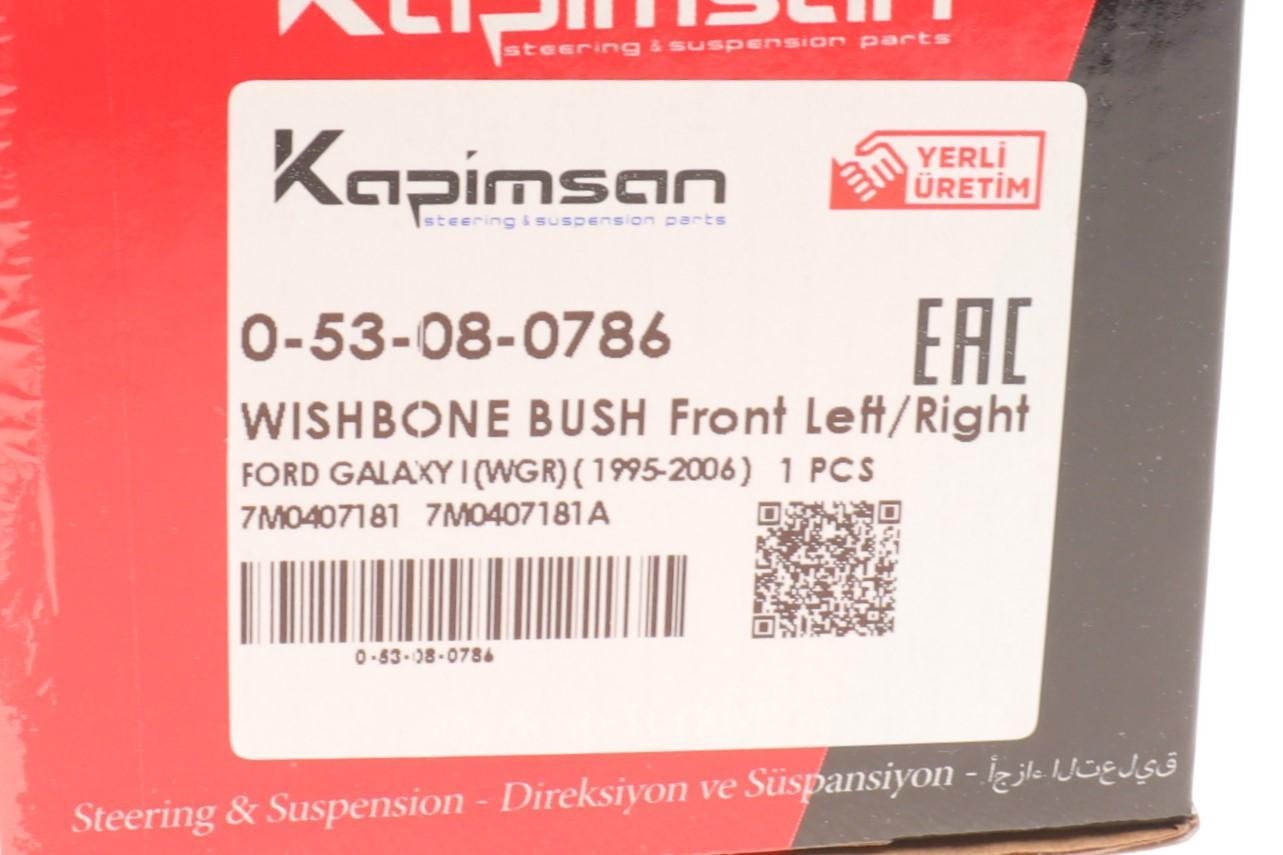 Kapimsan
steering & suspension parts
Kapimsan
steering & suspension parts
YERLİ
ÜRETİM
0-53-08-0786
EAC
WISHBONE BUSH Front Left/Right
FORD GALAXY I (WGR) ( 1995-2006 ) 1 PCS
7M0407181 7M0407181A
0-53-08-0786
Steering & Suspension - Direksiyon ve Süspansiyon - أجزاء التعليق